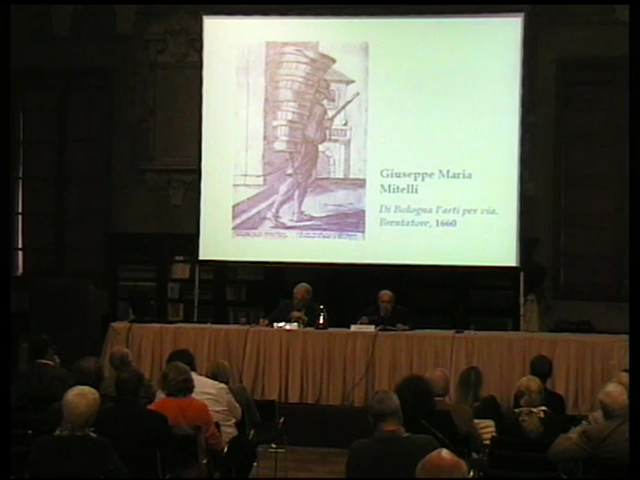 Giuseppe Maria
Mitelli
Di Bologna l'arti per via.
Brentatore, 1660